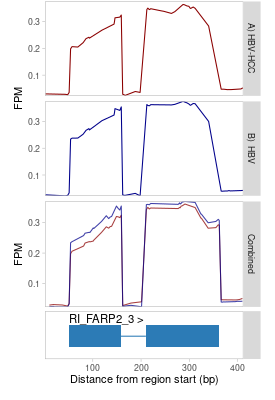 0.3
0.2
0.1
A) HBV-HCC
FPM
0.3
0.2
0.1
B) HBV
0.3
0.2
0.1
Combined
FPM
RI_FARP2_3 >
100 200 300 400
Distance from region start (bp)